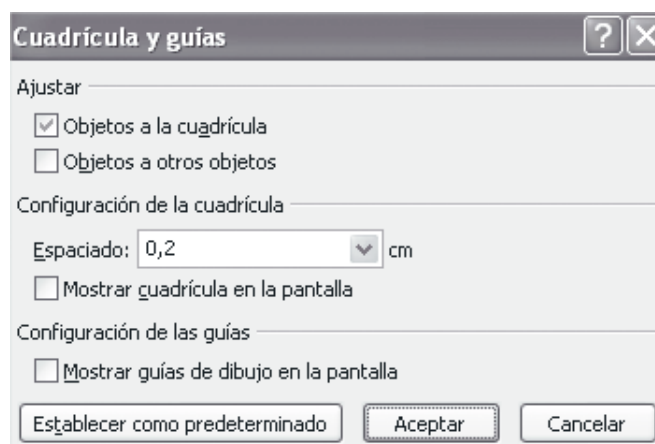 Cuadrícula y guías
Ajustar
Objetos a la cuadrícula
Objetos a otros objetos
Configuración de la cuadrícula
Espaciado: 0,2 cm
Mostrar cuadrícula en la pantalla
Configuración de las guías
Mostrar guías de dibujo en la pantalla
Establecer como predeterminado Aceptar Cancelar